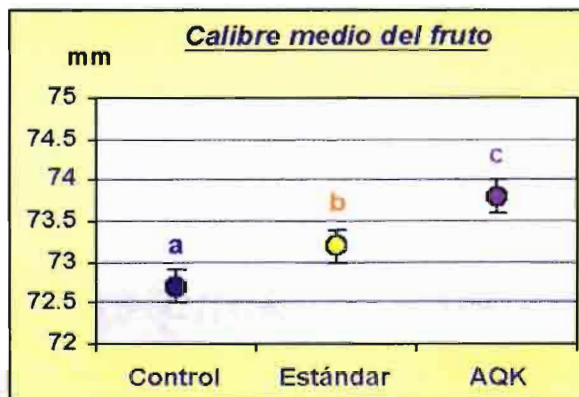 Calibre medio del fruto
mm
75
74.5
74
73.5
73
72.5
72
a
b
c
Control Estándar AQK